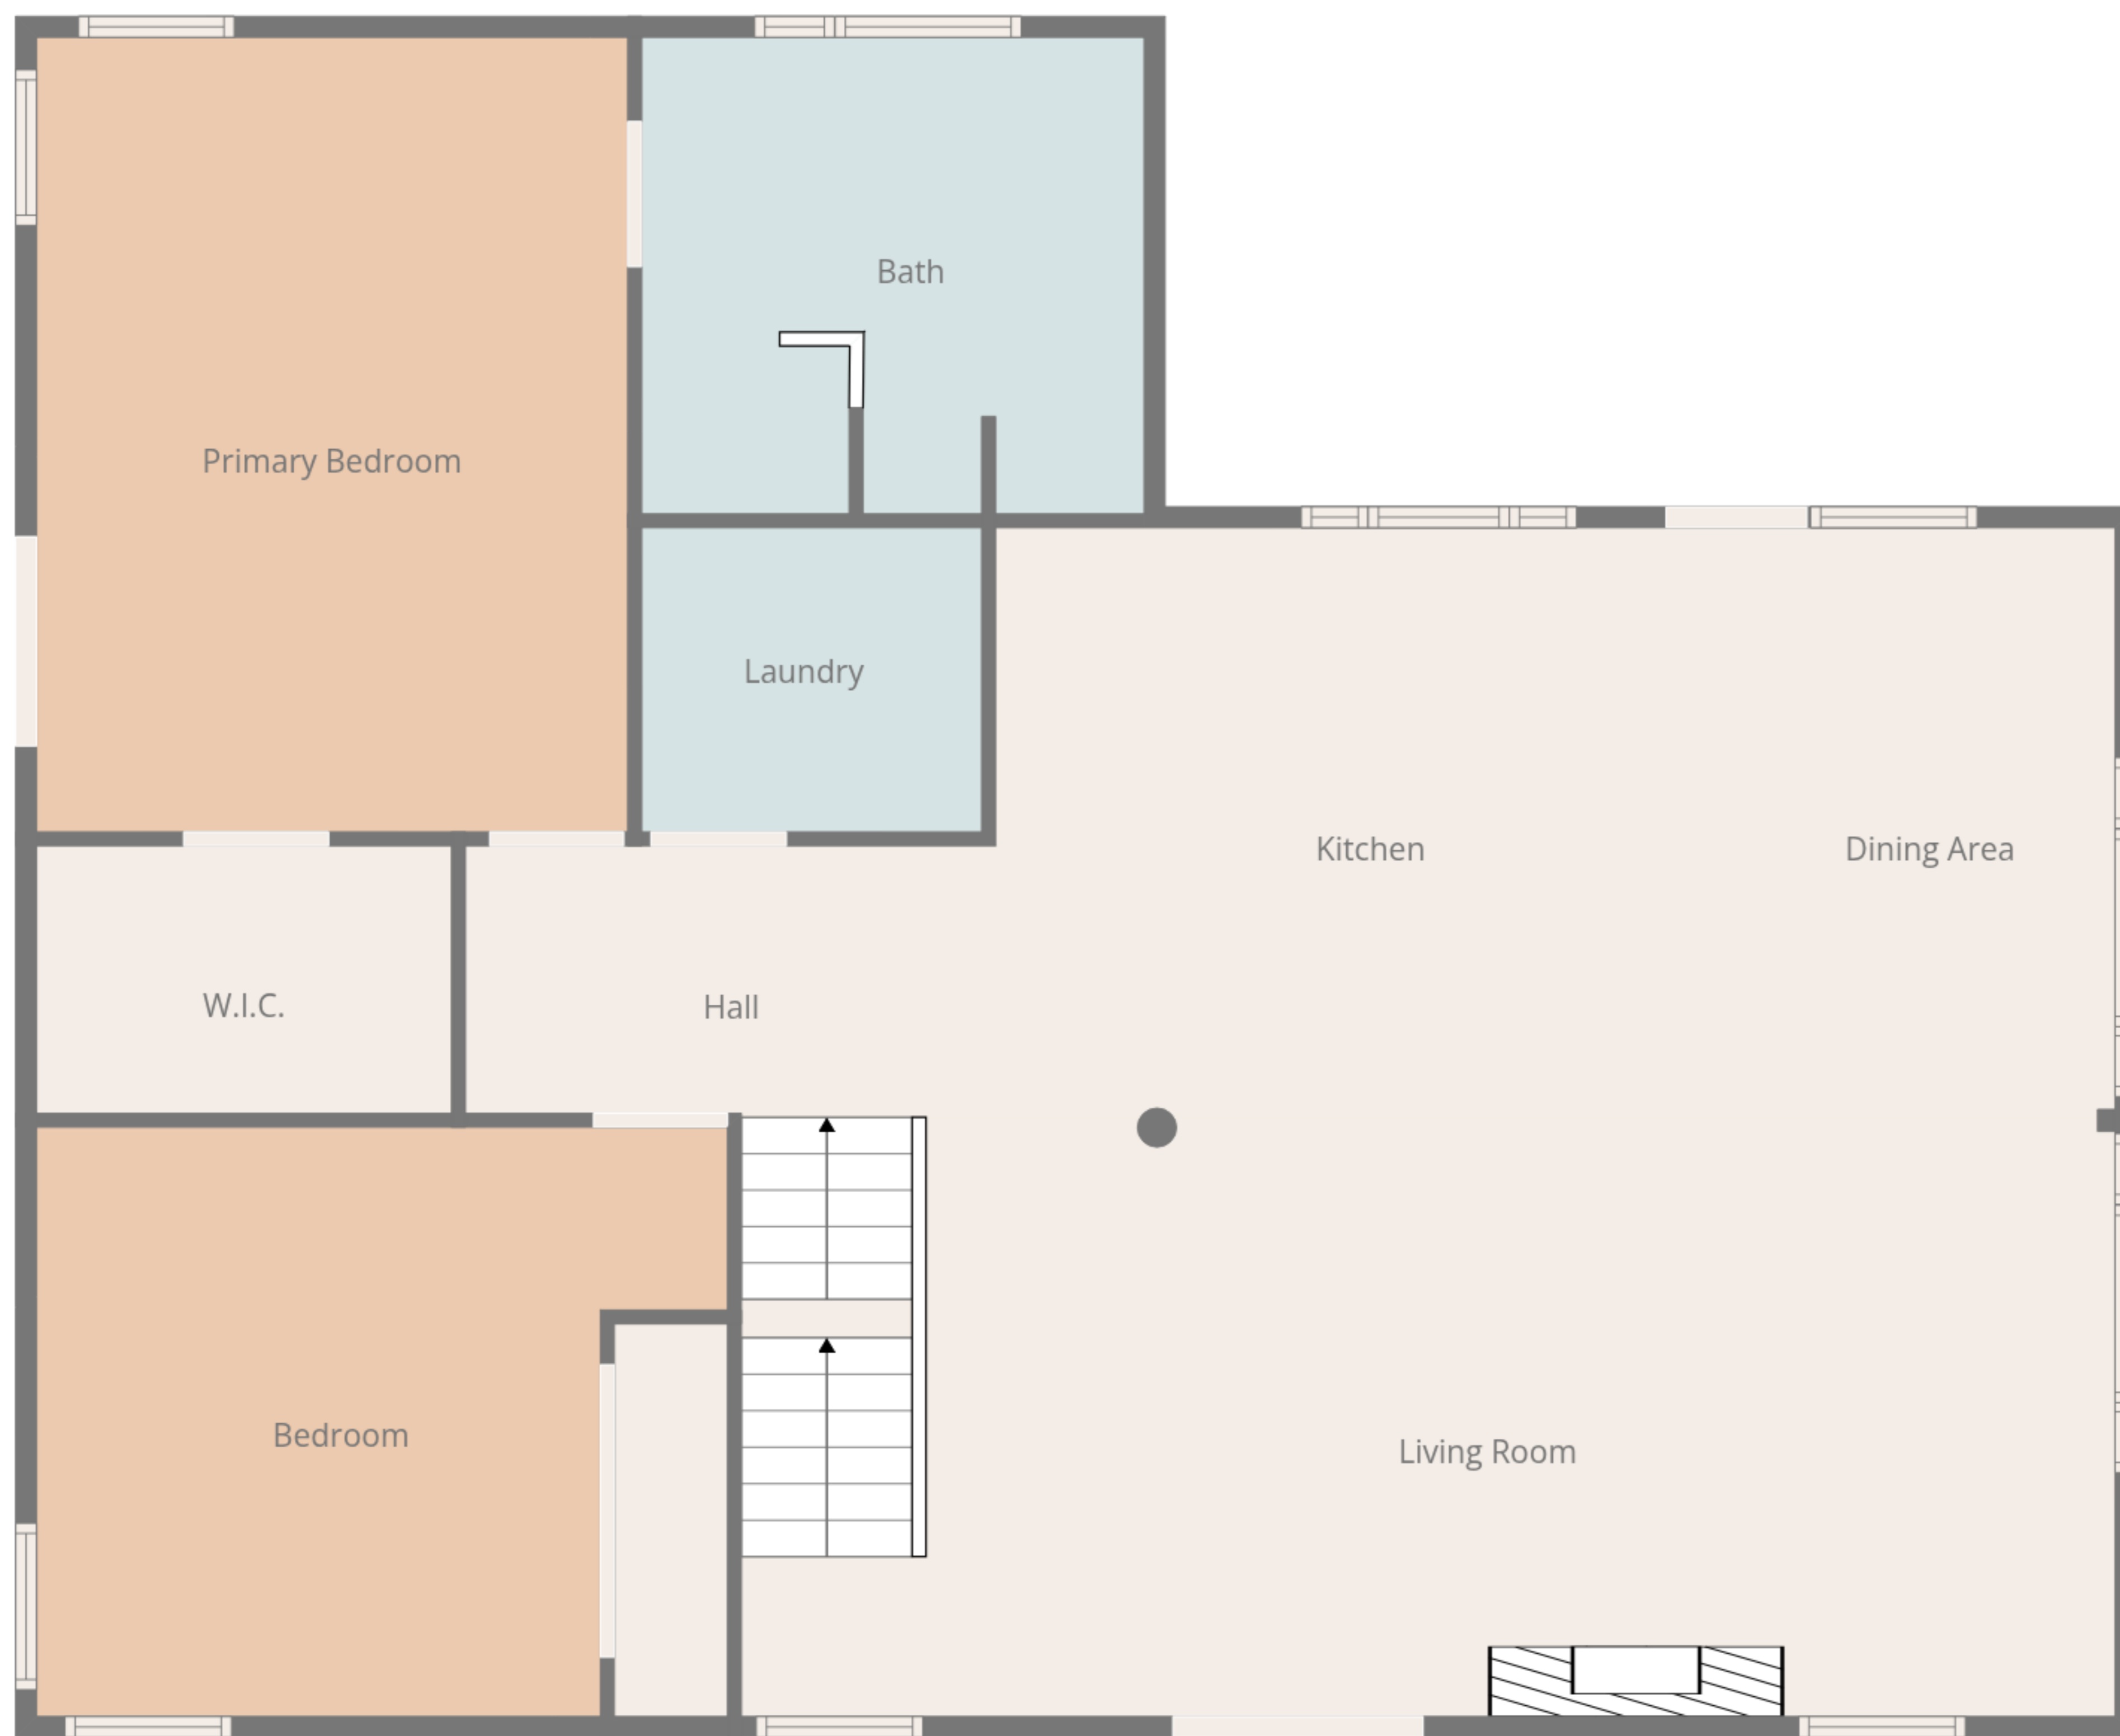 Bath
Primary Bedroom
Laundry
Kitchen
Dining Area
W.I.C.
Hall
Bedroom
Living Room